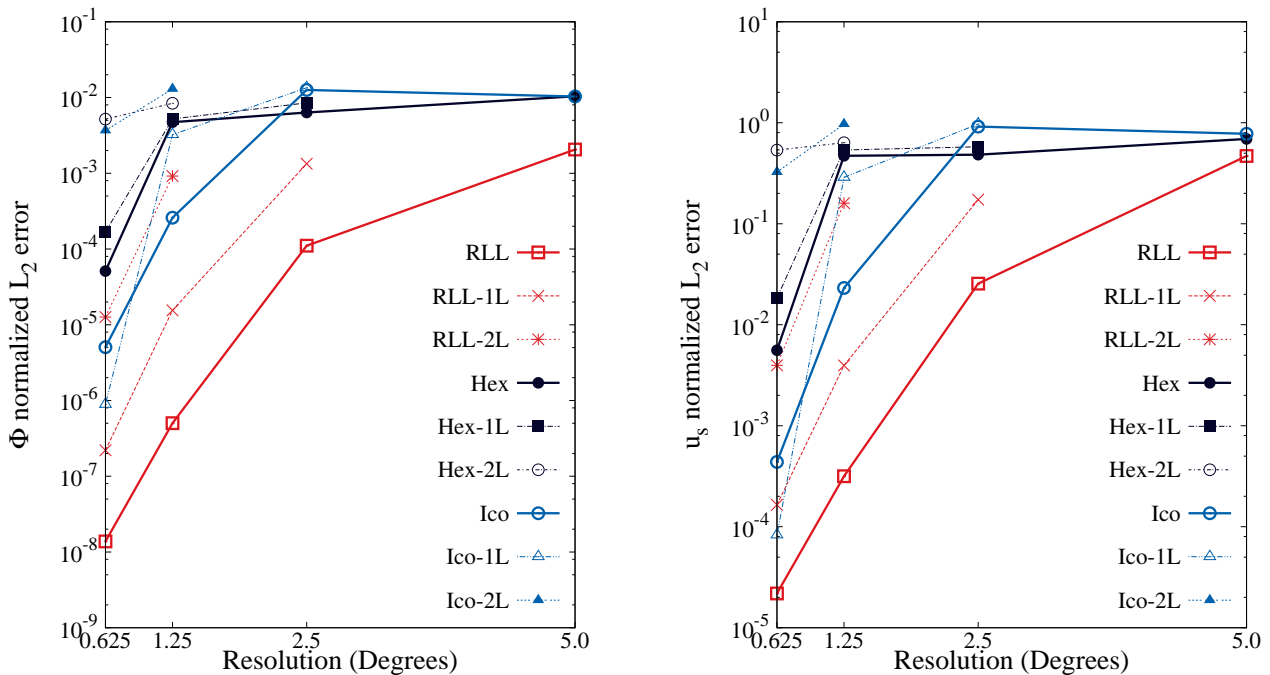 10^-1
10^-2
10^-3
10^-4
10^-5
10^-6
10^-7
10^-8
10^-9
Φ normalized L_2 error
0.625 1.25 2.5 5.0
Resolution (Degrees)
RLL
RLL-1L
RLL-2L
Hex
Hex-1L
Hex-2L
Ico
Ico-1L
Ico-2L
10^1
10^0
10^-1
10^-2
10^-3
10^-4
10^-5
u_s normalized L_2 error
0.625 1.25 2.5 5.0
Resolution (Degrees)
RLL
RLL-1L
RLL-2L
Hex
Hex-1L
Hex-2L
Ico
Ico-1L
Ico-2L